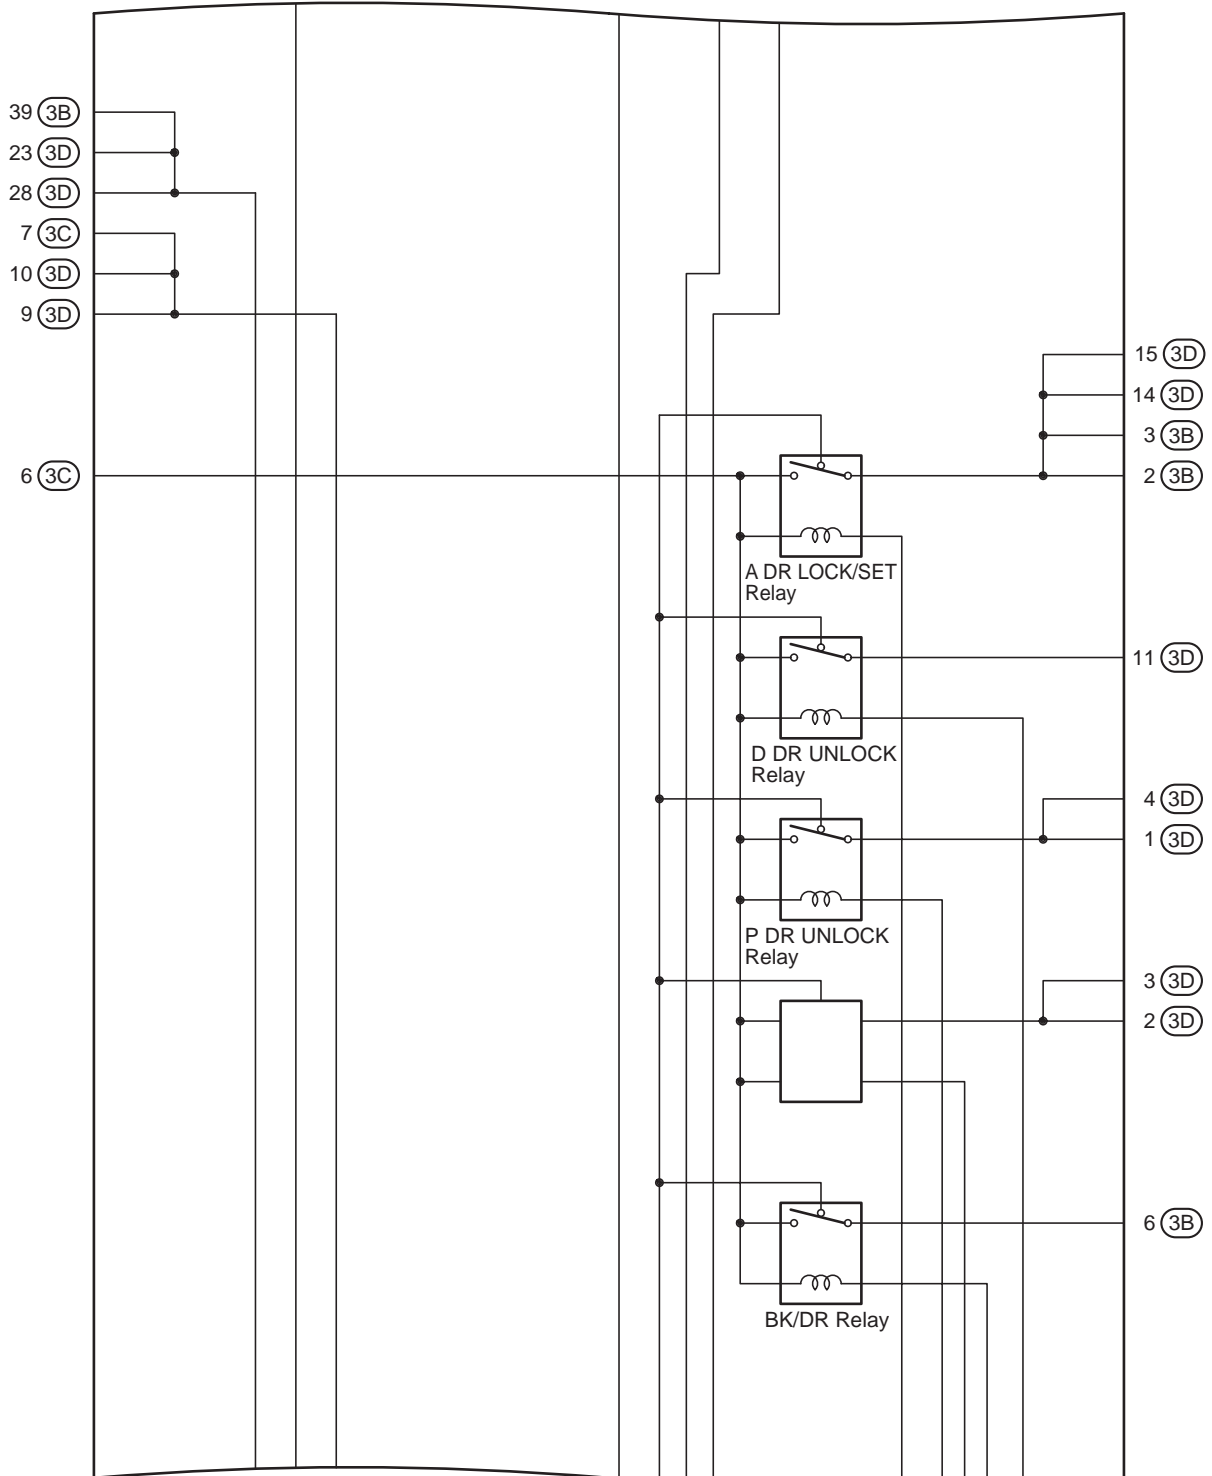 39 3B
23 3D
28 3D
7 3C
10 3D
9 3D
15 3D
14 3D
3 3B
6 3C
2 3B
A DR LOCK/SET
Relay
11 3D
D DR UNLOCK
Relay
4 3D
1 3D
P DR UNLOCK
Relay
3 3D
2 3D
6 3B
BK/DR Relay